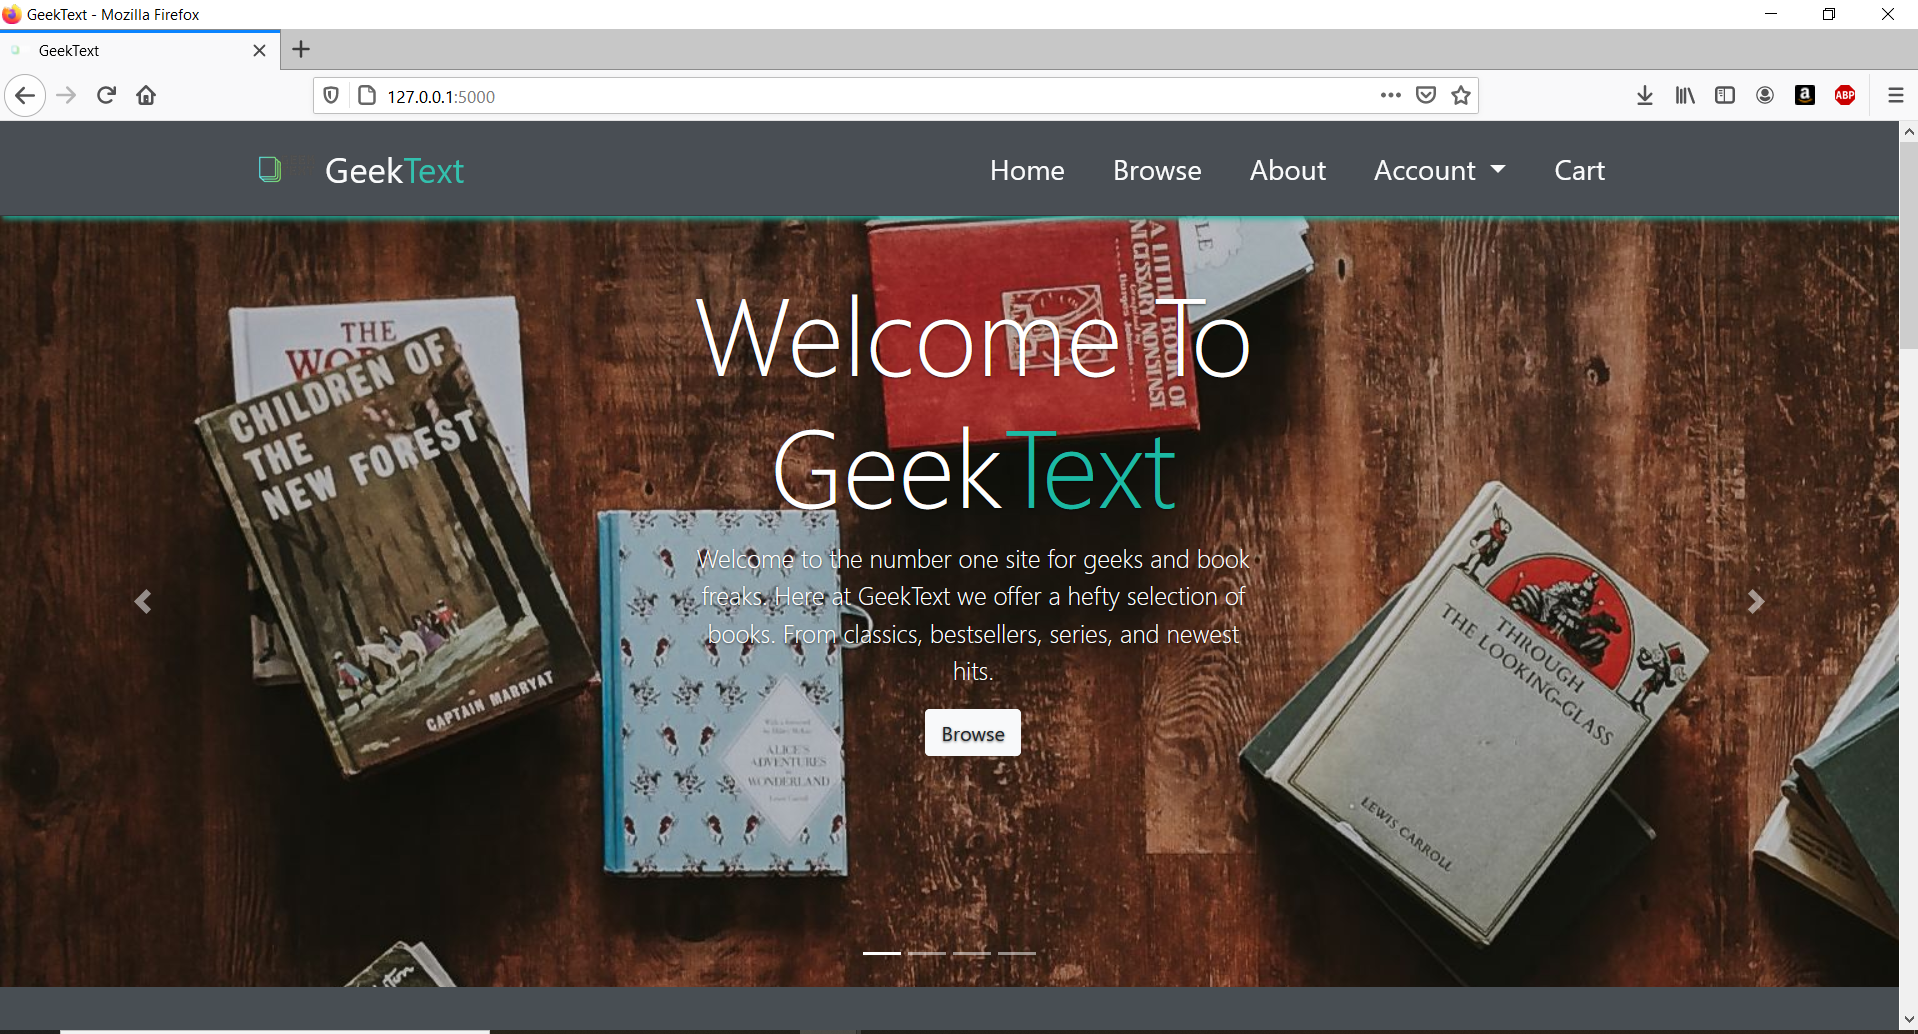 GeekText - Mozilla Firefox
GeekText
127.0.0.1:5000
GeekText
Home Browse About Account Cart
Welcome To
GeekText
Welcome to the number one site for geeks and book
freaks. Here at GeekText we offer a hefty selection of
books. From classics, bestsellers, series, and newest
hits.
Browse
THE
CHILDREN OF
THE
NEW FOREST
CAPTAIN MARRYAT
A LITTLE BOOK OF
NECESSARY NONSENSE
ALICE'S
ADVENTURES
in
WONDERLAND
Lewis Carroll
THROUGH
THE LOOKING-GLASS
LEWIS CARROLL
a
ABP